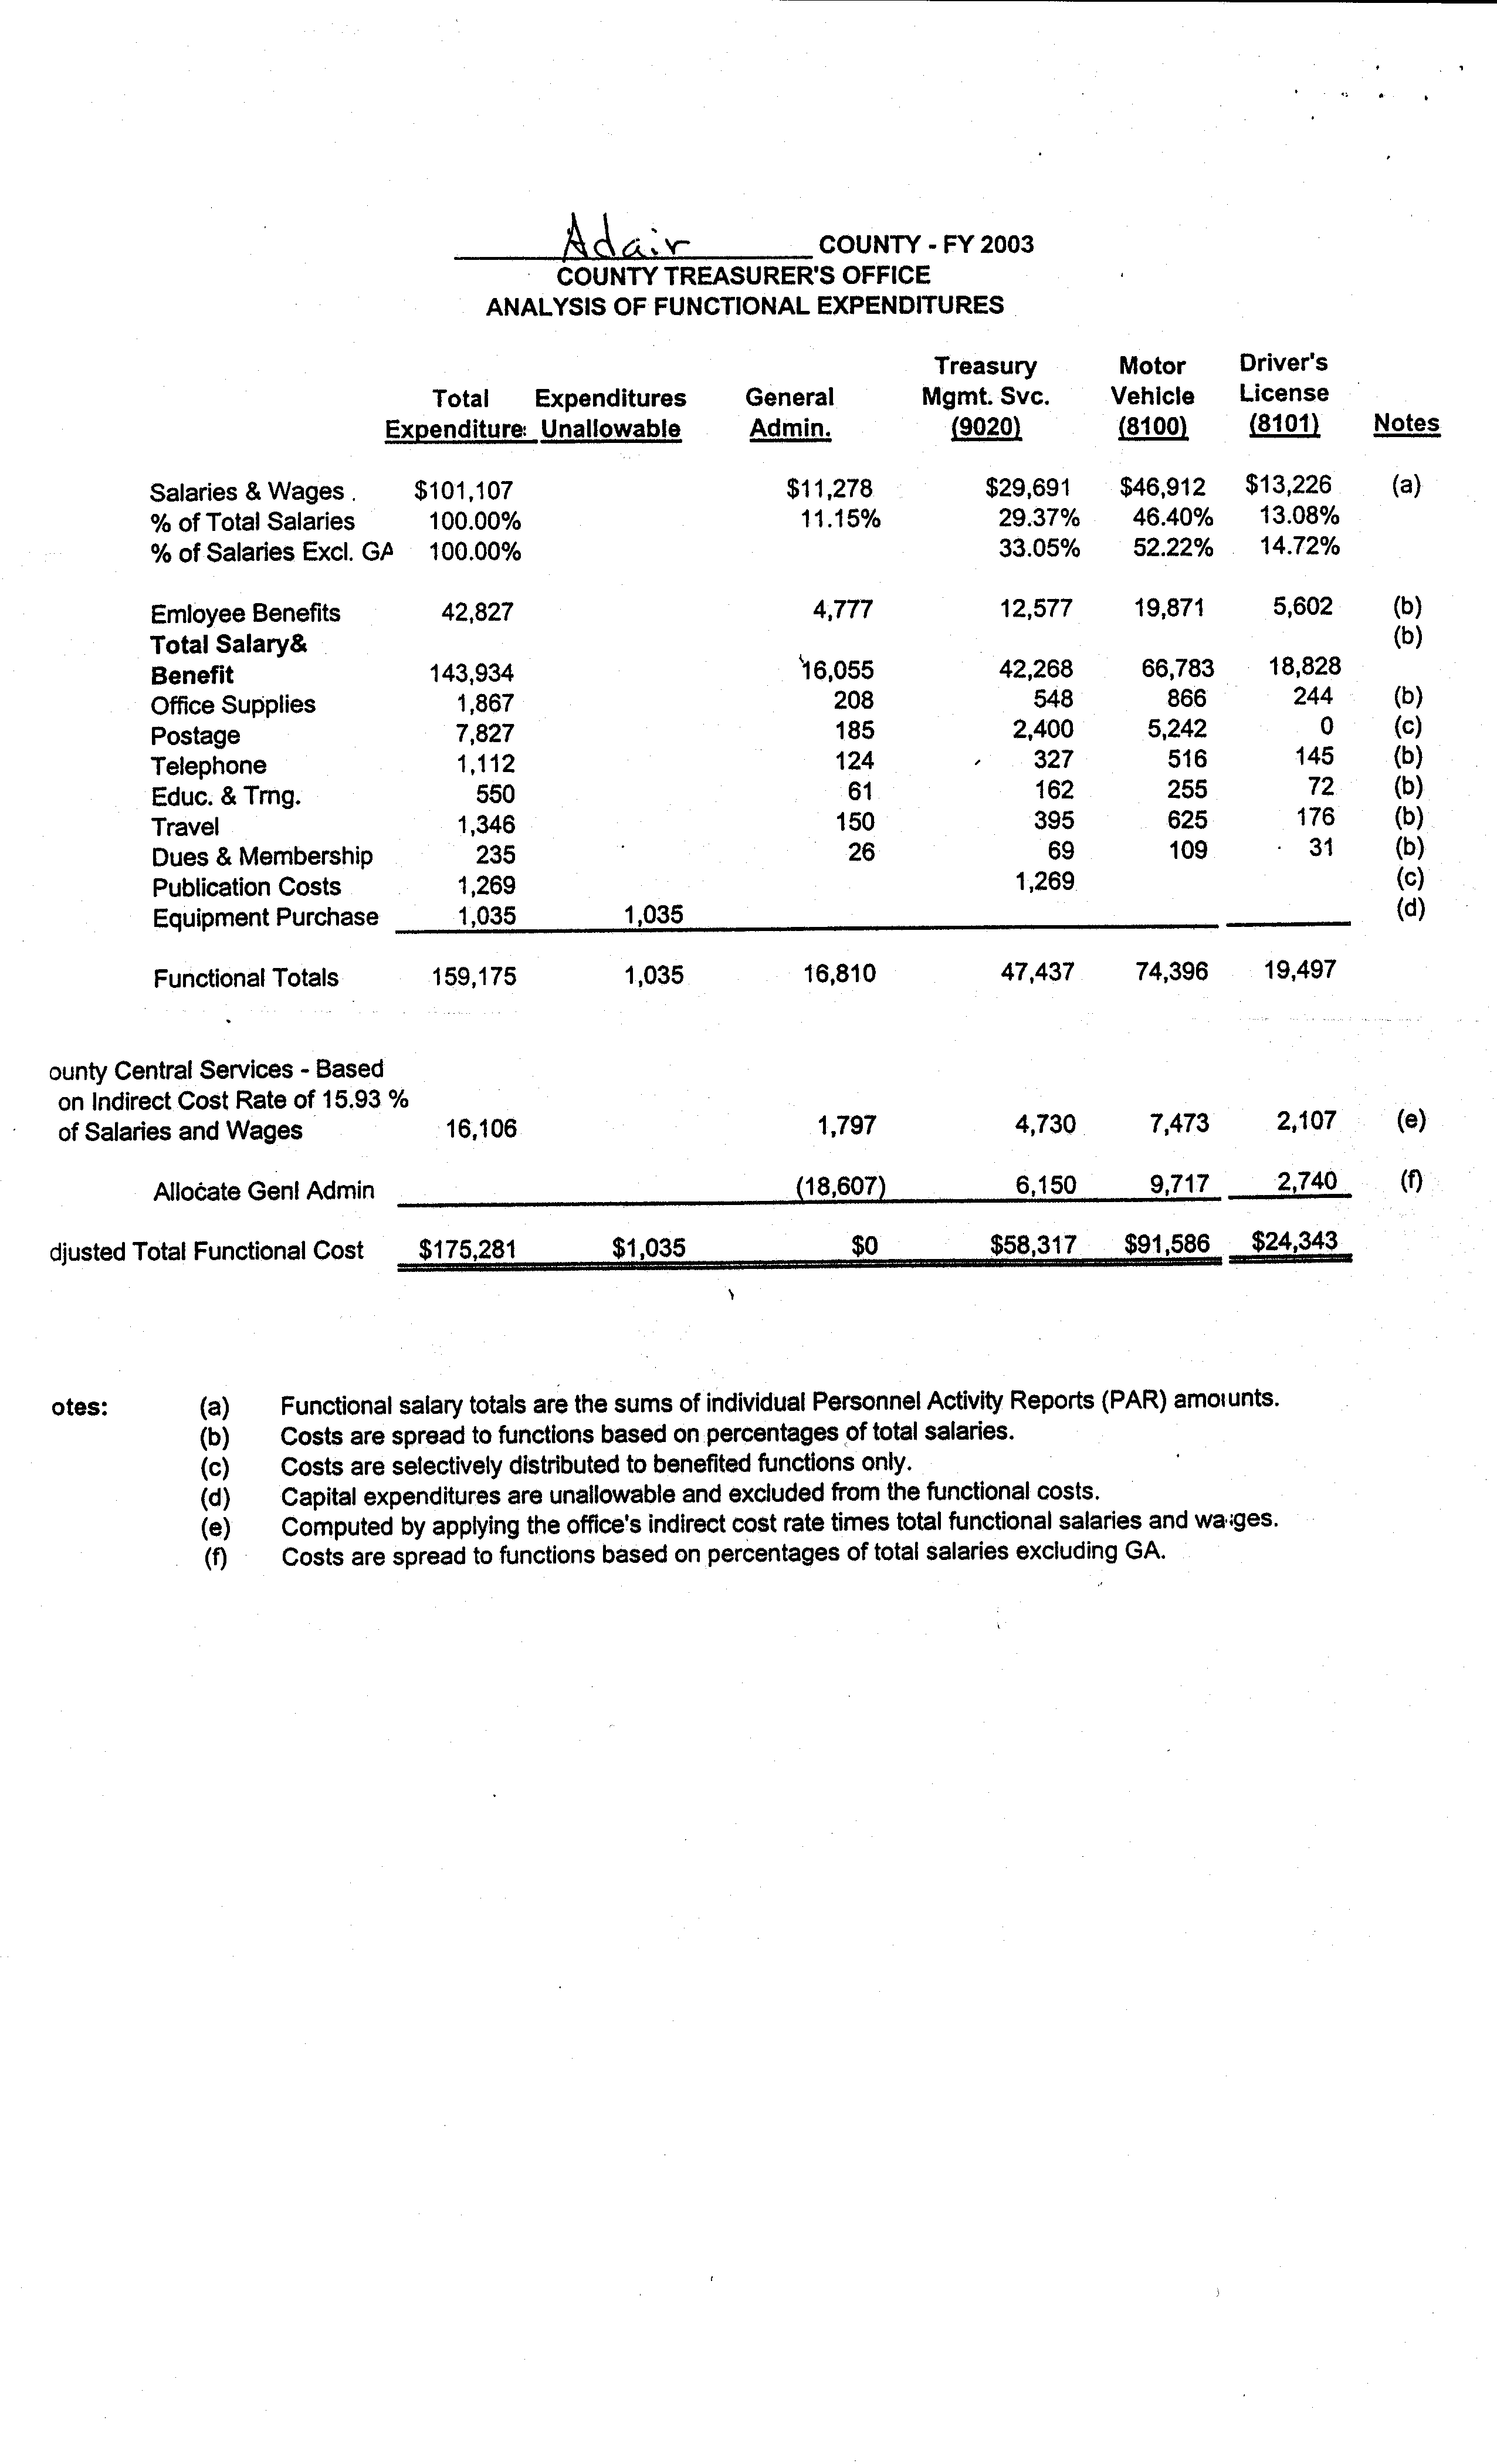 Adair COUNTY - FY 2003
COUNTY TREASURER'S OFFICE
ANALYSIS OF FUNCTIONAL EXPENDITURES
Treasury Motor Driver's
Total Expenditures General Mgmt. Svc. Vehicle License
Expenditure: Unallowable Admin. (9020) (8100) (8101) Notes
Salaries & Wages . $101,107 $11,278 $29,691 $46,912 $13,226 (a)
% of Total Salaries 100.00% 11.15% 29.37% 46.40% 13.08%
% of Salaries Excl. GA 100.00% 33.05% 52.22% 14.72%
Emloyee Benefits 42,827 4,777 12,577 19,871 5,602 (b)
Total Salary& (b)
Benefit 143,934 16,055 42,268 66,783 18,828
Office Supplies 1,867 208 548 866 244 (b)
Postage 7,827 185 2,400 5,242 0 (c)
Telephone 1,112 124 327 516 145 (b)
Educ. & Trng. 550 61 162 255 72 (b)
Travel 1,346 150 395 625 176 (b)
Dues & Membership 235 26 69 109 31 (b)
Publication Costs 1,269 1,269 (c)
Equipment Purchase 1,035 1,035 (d)
Functional Totals 159,175 1,035 16,810 47,437 74,396 19,497
ounty Central Services - Based
on Indirect Cost Rate of 15.93 %
of Salaries and Wages 16,106 1,797 4,730 7,473 2,107 (e)
Allocate Genl Admin (18,607) 6,150 9,717 2,740 (f)
djusted Total Functional Cost $175,281 $1,035 $0 $58,317 $91,586 $24,343
otes: (a) Functional salary totals are the sums of individual Personnel Activity Reports (PAR) amounts.
(b) Costs are spread to functions based on percentages of total salaries.
(c) Costs are selectively distributed to benefited functions only.
(d) Capital expenditures are unallowable and excluded from the functional costs.
(e) Computed by applying the office's indirect cost rate times total functional salaries and wages.
(f) Costs are spread to functions based on percentages of total salaries excluding GA.